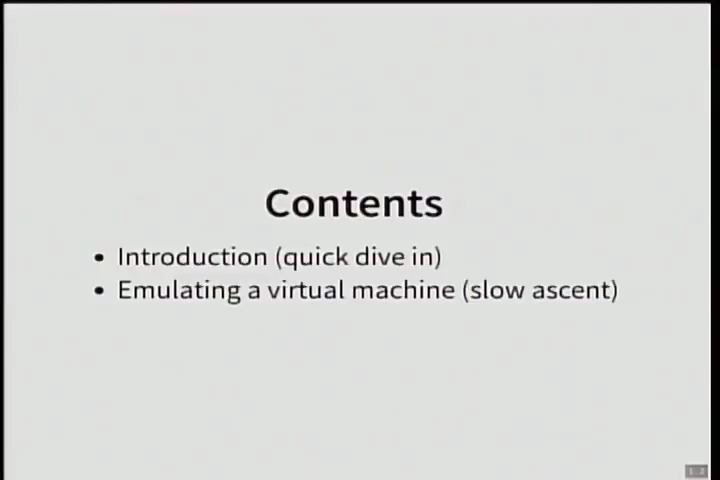 Contents
• Introduction (quick dive in)
• Emulating a virtual machine (slow ascent)